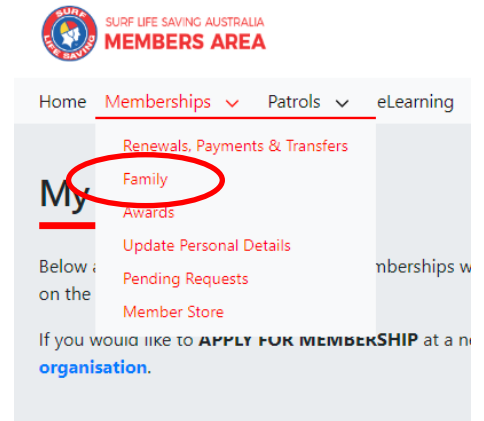 SURF
LIFE SAVING
SURF LIFE SAVING AUSTRALIA
MEMBERS AREA
Home Memberships Patrols eLearning
Renewals, Payments & Transfers
Family
My
Awards
Update Personal Details
Below
Pending Requests
on the
Member Store
If you would like to APPLY FOR MEMBERSHIP at a
organisation.